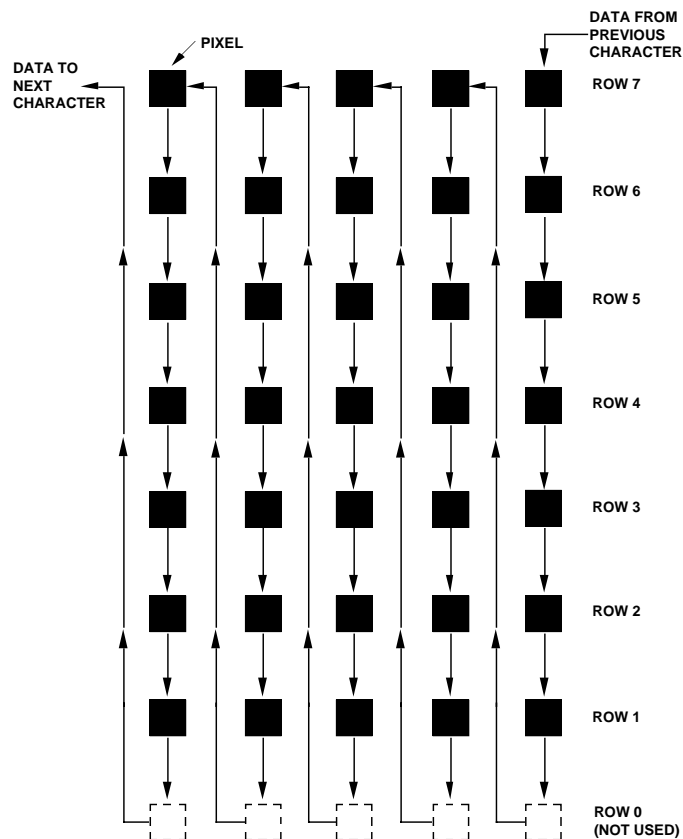 DATA FROM
PREVIOUS
CHARACTER
PIXEL
DATA TO
NEXT
CHARACTER
ROW 7
ROW 6
ROW 5
ROW 4
ROW 3
ROW 2
ROW 1
ROW 0
(NOT USED)